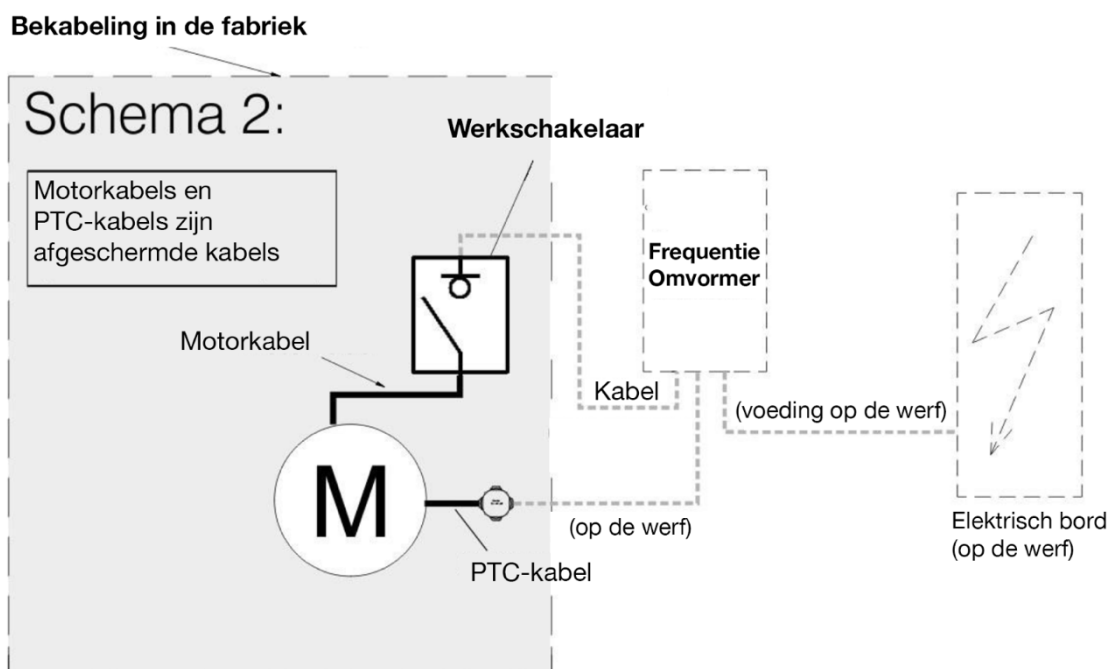 Bekabeling in de fabriek
Schema 2:
Werkschakelaar
Motorkabels en
PTC-kabels zijn
afgeschermde kabels
Frequentie
Omvormer
Motorkabel
Kabel
(voeding op de werf)
M
(op de werf)
PTC-kabel
Elektrisch bord
(op de werf)